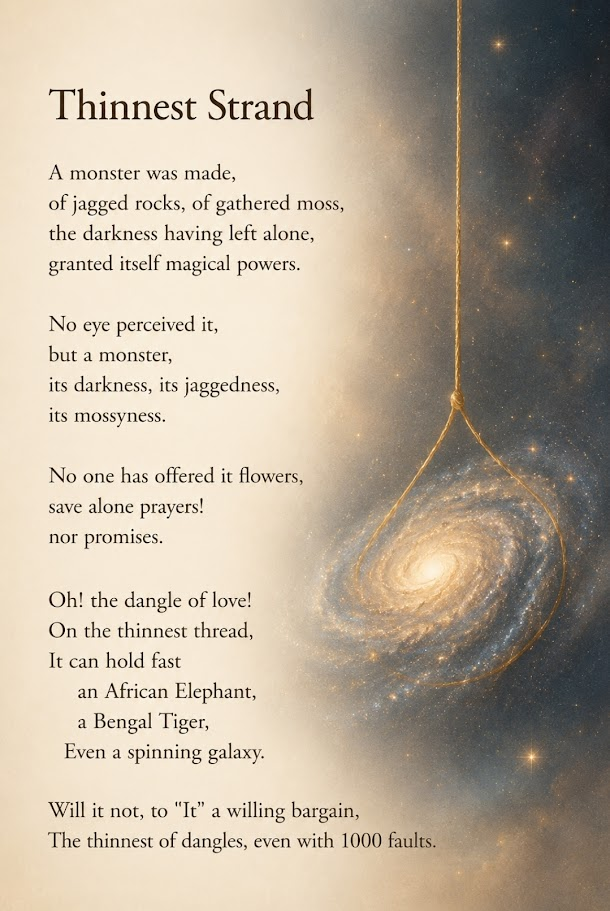 Thinnest Strand
A monster was made,
of jagged rocks, of gathered moss,
the darkness having left alone,
granted itself magical powers.
No eye perceived it,
but a monster,
its darkness, its jaggedness,
its mossyness.
No one has offered it flowers,
save alone prayers!
nor promises.
Oh! the dangle of love!
On the thinnest thread,
It can hold fast
an African Elephant,
a Bengal Tiger,
Even a spinning galaxy.
Will it not, to "It" a willing bargain,
The thinnest of dangles, even with 1000 faults.